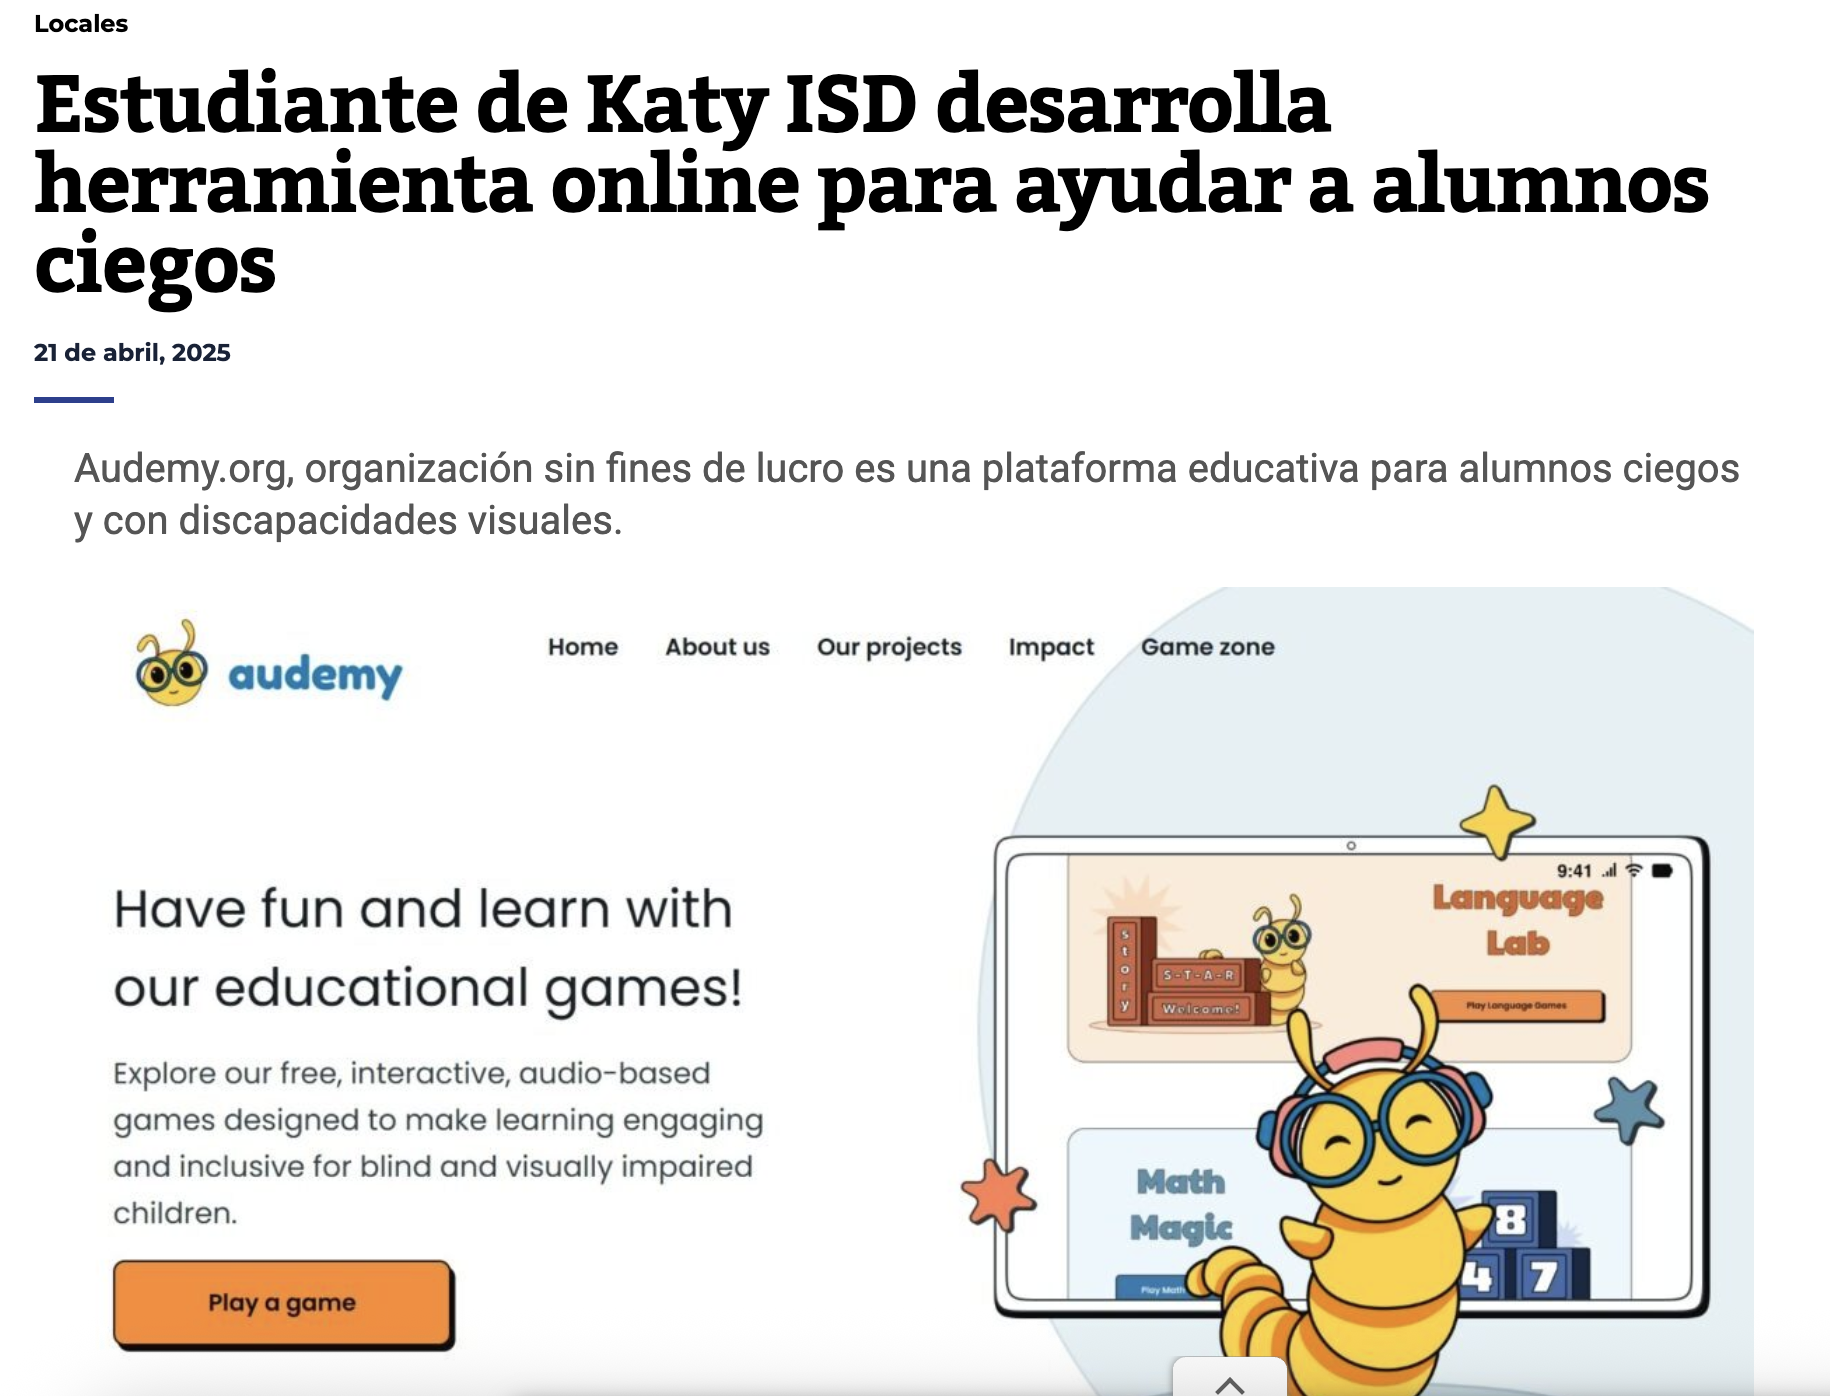 Locales
Estudiante de Katy ISD desarrolla
herramienta online para ayudar a alumnos
ciegos
21 de abril, 2025
Audemy.org, organización sin fines de lucro es una plataforma educativa para alumnos ciegos
y con discapacidades visuales.
audemy
Home About us Our projects Impact Game zone
Have fun and learn with
our educational games!
Explore our free, interactive, audio-based
games designed to make learning engaging
and inclusive for blind and visually impaired
children.
Play a game
9:41
Language
Lab
story
S-T-A-R
Welcome!
Play Language Games
Math
Magic
Play Math
8
4 7